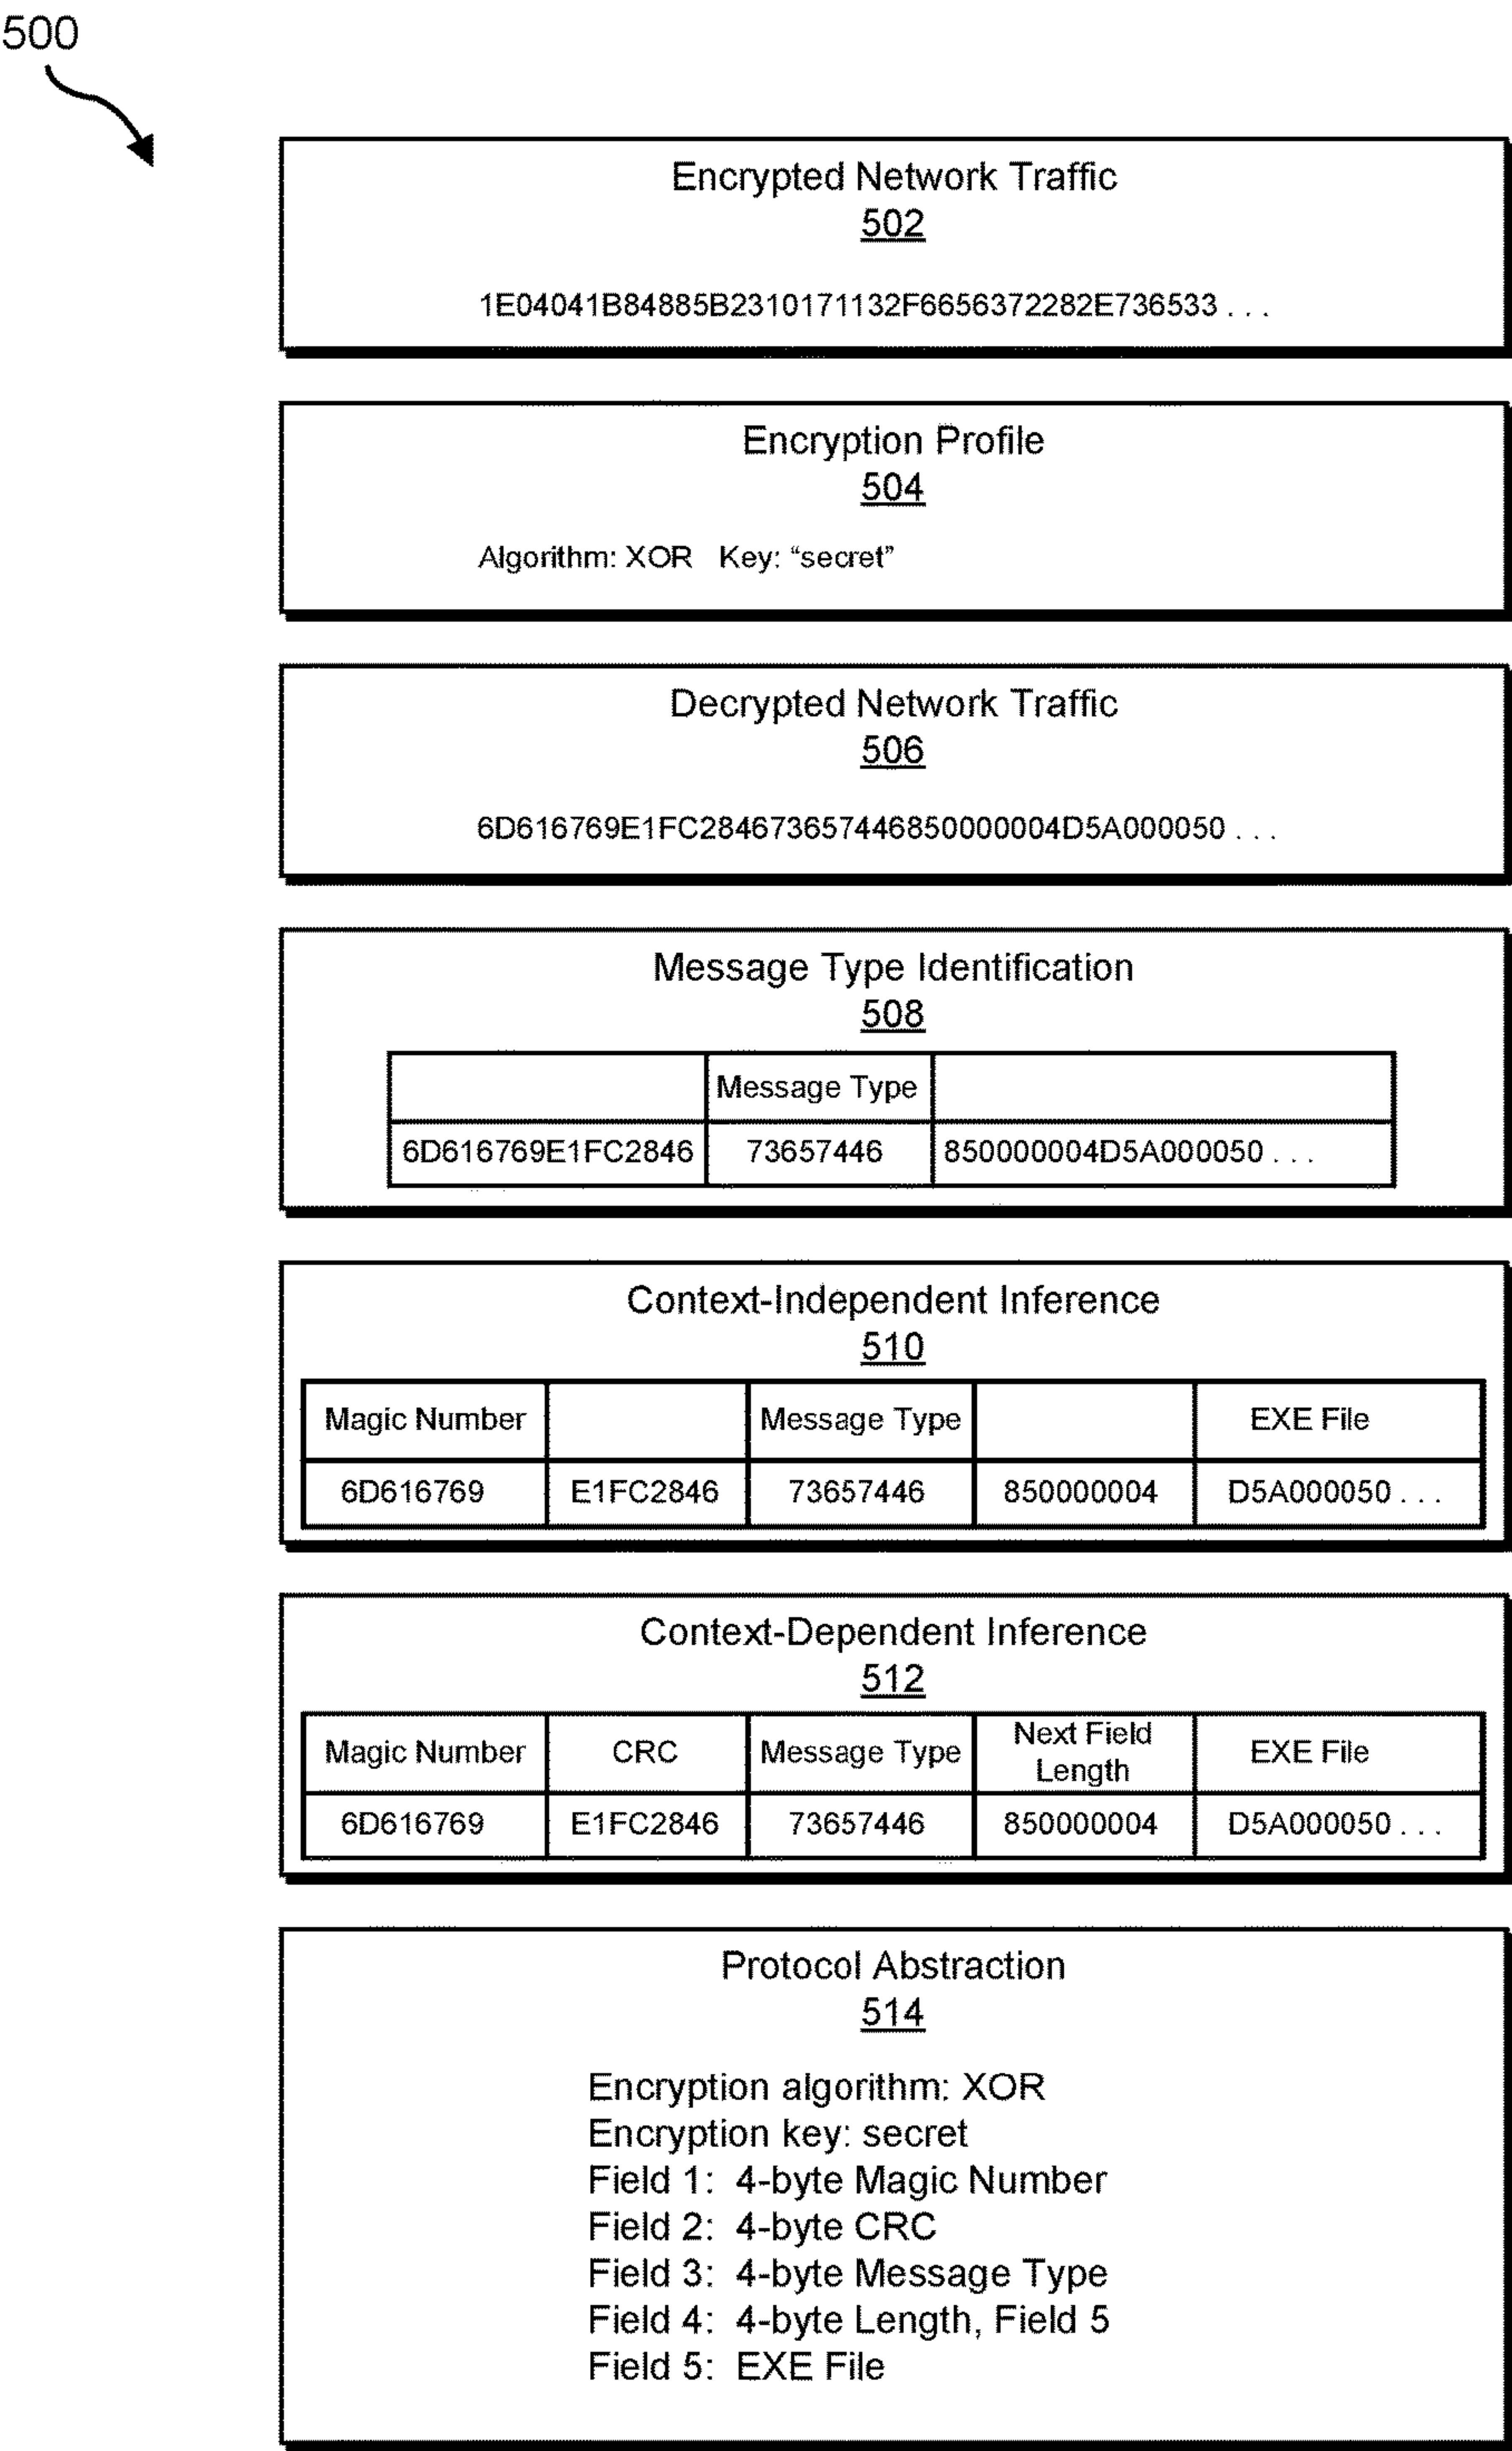 500
Encrypted Network Traffic
502
1E04041B84885B2310171132F6656372282E736533 . . .
Encryption Profile
504
Algorithm: XOR   Key: “secret”
Decrypted Network Traffic
506
6D616769E1FC284673657446850000004D5A000050 . . .
Message Type Identification
508
Message Type
6D616769E1FC2846 73657446 850000004D5A000050 . . .
Context-Independent Inference
510
Magic Number Message Type EXE File
6D616769 E1FC2846 73657446 850000004 D5A000050 . . .
Context-Dependent Inference
512
Magic Number CRC Message Type Next Field Length EXE File
6D616769 E1FC2846 73657446 850000004 D5A000050 . . .
Protocol Abstraction
514
Encryption algorithm: XOR
Encryption key: secret
Field 1:  4-byte Magic Number
Field 2:  4-byte CRC
Field 3:  4-byte Message Type
Field 4:  4-byte Length, Field 5
Field 5:  EXE File